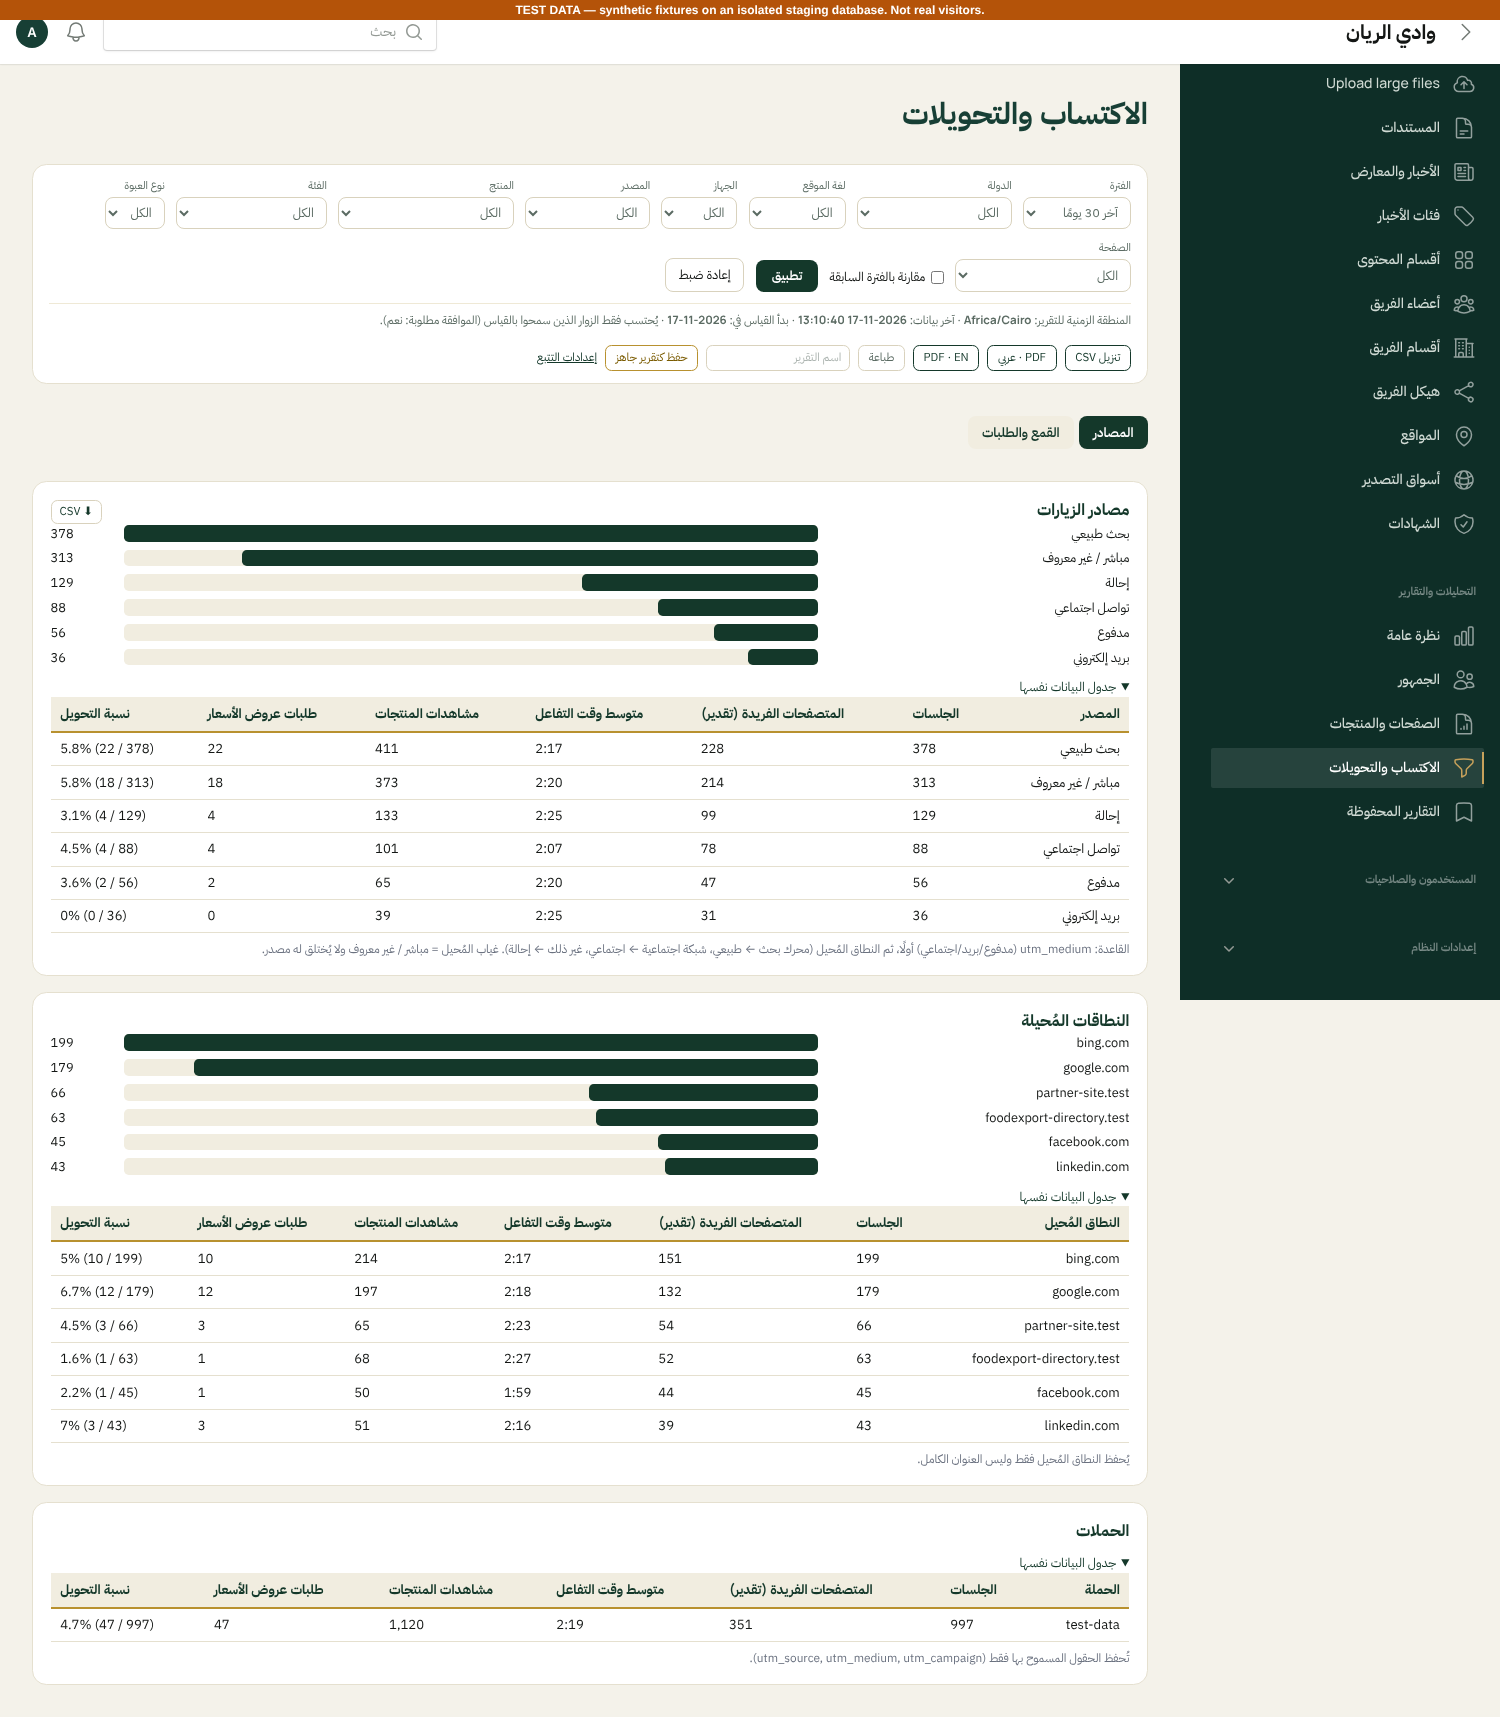 TEST DATA — synthetic fixtures on an isolated staging database. Not real visitors.
وادي الريان
بحث
A
Upload large files
المستندات
الأخبار والمعارض
فئات الأخبار
أقسام المحتوى
أعضاء الفريق
أقسام الفريق
هيكل الفريق
المواقع
أسواق التصدير
الشهادات
التحليلات والتقارير
نظرة عامة
الجمهور
الصفحات والمنتجات
الاكتساب والتحويلات
التقارير المحفوظة
المستخدمون والصلاحيات
إعدادات النظام
الاكتساب والتحويلات
الفترة الدولة لغة الموقع الجهاز المصدر المنتج الفئة نوع العبوة
آخر 30 يومًا الكل الكل الكل الكل الكل الكل الكل
الصفحة
الكل مقارنة بالفترة السابقة تطبيق إعادة ضبط
المنطقة الزمنية للتقرير: Africa/Cairo · آخر بيانات: 2026-11-17 13:10:40 · بدأ القياس في: 2026-11-17 · يُحتسب فقط الزوار الذين سمحوا بالقياس (الموافقة مطلوبة: نعم).
تنزيل CSV PDF · عربي PDF · EN طباعة اسم التقرير حفظ كتقرير جاهز إعدادات التتبع
المصادر القمع والطلبات
مصادر الزيارات ⬇ CSV
بحث طبيعي 378
مباشر / غير معروف 313
إحالة 129
تواصل اجتماعي 88
مدفوع 56
بريد إلكتروني 36
▼ جدول البيانات نفسها
المصدر الجلسات المتصفحات الفريدة (تقدير) متوسط وقت التفاعل مشاهدات المنتجات طلبات عروض الأسعار نسبة التحويل
بحث طبيعي 378 228 2:17 411 22 5.8% (22 / 378)
مباشر / غير معروف 313 214 2:20 373 18 5.8% (18 / 313)
إحالة 129 99 2:25 133 4 3.1% (4 / 129)
تواصل اجتماعي 88 78 2:07 101 4 4.5% (4 / 88)
مدفوع 56 47 2:20 65 2 3.6% (2 / 56)
بريد إلكتروني 36 31 2:25 39 0 0% (0 / 36)
القاعدة: utm_medium (مدفوع/بريد/اجتماعي) أولًا، ثم النطاق المُحيل (محرك بحث ← طبيعي، شبكة اجتماعية ← اجتماعي، غير ذلك ← إحالة). غياب المُحيل = مباشر / غير معروف ولا يُختلق له مصدر.
النطاقات المُحيلة
bing.com 199
google.com 179
partner-site.test 66
foodexport-directory.test 63
facebook.com 45
linkedin.com 43
▼ جدول البيانات نفسها
النطاق المُحيل الجلسات المتصفحات الفريدة (تقدير) متوسط وقت التفاعل مشاهدات المنتجات طلبات عروض الأسعار نسبة التحويل
bing.com 199 151 2:17 214 10 5% (10 / 199)
google.com 179 132 2:18 197 12 6.7% (12 / 179)
partner-site.test 66 54 2:23 65 3 4.5% (3 / 66)
foodexport-directory.test 63 52 2:27 68 1 1.6% (1 / 63)
facebook.com 45 44 1:59 50 1 2.2% (1 / 45)
linkedin.com 43 39 2:16 51 3 7% (3 / 43)
يُحفظ النطاق المُحيل فقط وليس العنوان الكامل.
الحملات
▼ جدول البيانات نفسها
الحملة الجلسات المتصفحات الفريدة (تقدير) متوسط وقت التفاعل مشاهدات المنتجات طلبات عروض الأسعار نسبة التحويل
test-data 997 351 2:19 1,120 47 4.7% (47 / 997)
تُحفظ الحقول المسموح بها فقط (utm_source, utm_medium, utm_campaign).